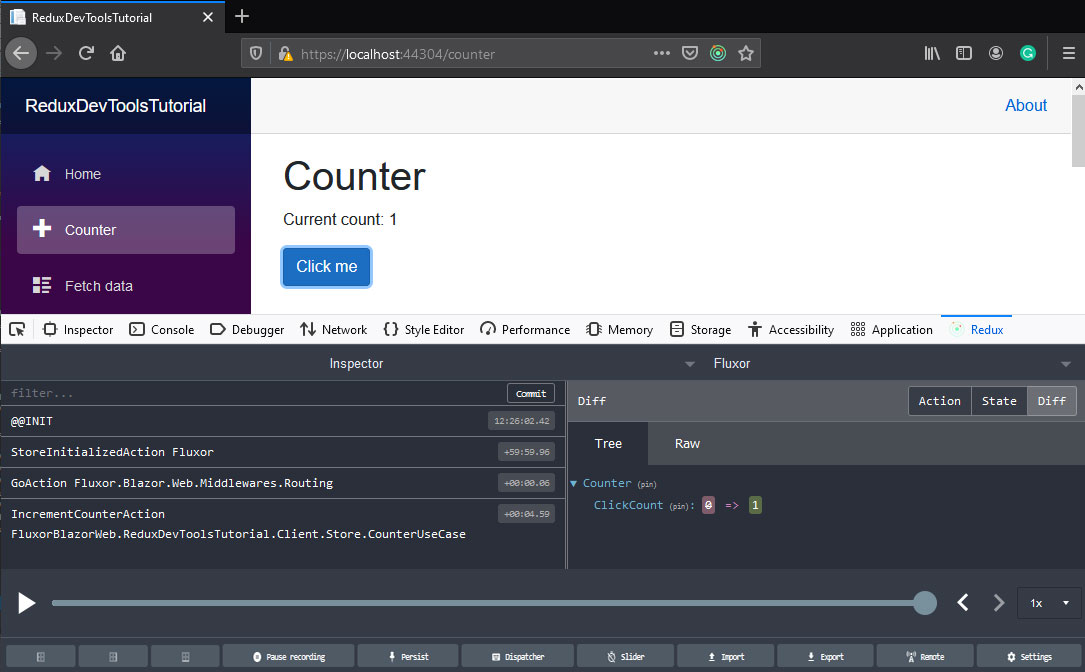 ReduxDevToolsTutorial
https://localhost:44304/counter
ReduxDevToolsTutorial
About
Home
Counter
Fetch data
Counter
Current count: 1
Click me
Inspector Console Debugger Network Style Editor Performance Memory Storage Accessibility Application Redux
Inspector Fluxor
filter... Commit
@@INIT 12:26:02.42
StoreInitializedAction Fluxor +59:59.96
GoAction Fluxor.Blazor.Web.Middlewares.Routing +00:00.06
IncrementCounterAction +00:04.59
FluxorBlazorWeb.ReduxDevToolsTutorial.Client.Store.CounterUseCase
Diff Action State Diff
Tree Raw
Counter (pin)
ClickCount (pin): 0 => 1
1x
Pause recording Persist Dispatcher Slider Import Export Remote Settings